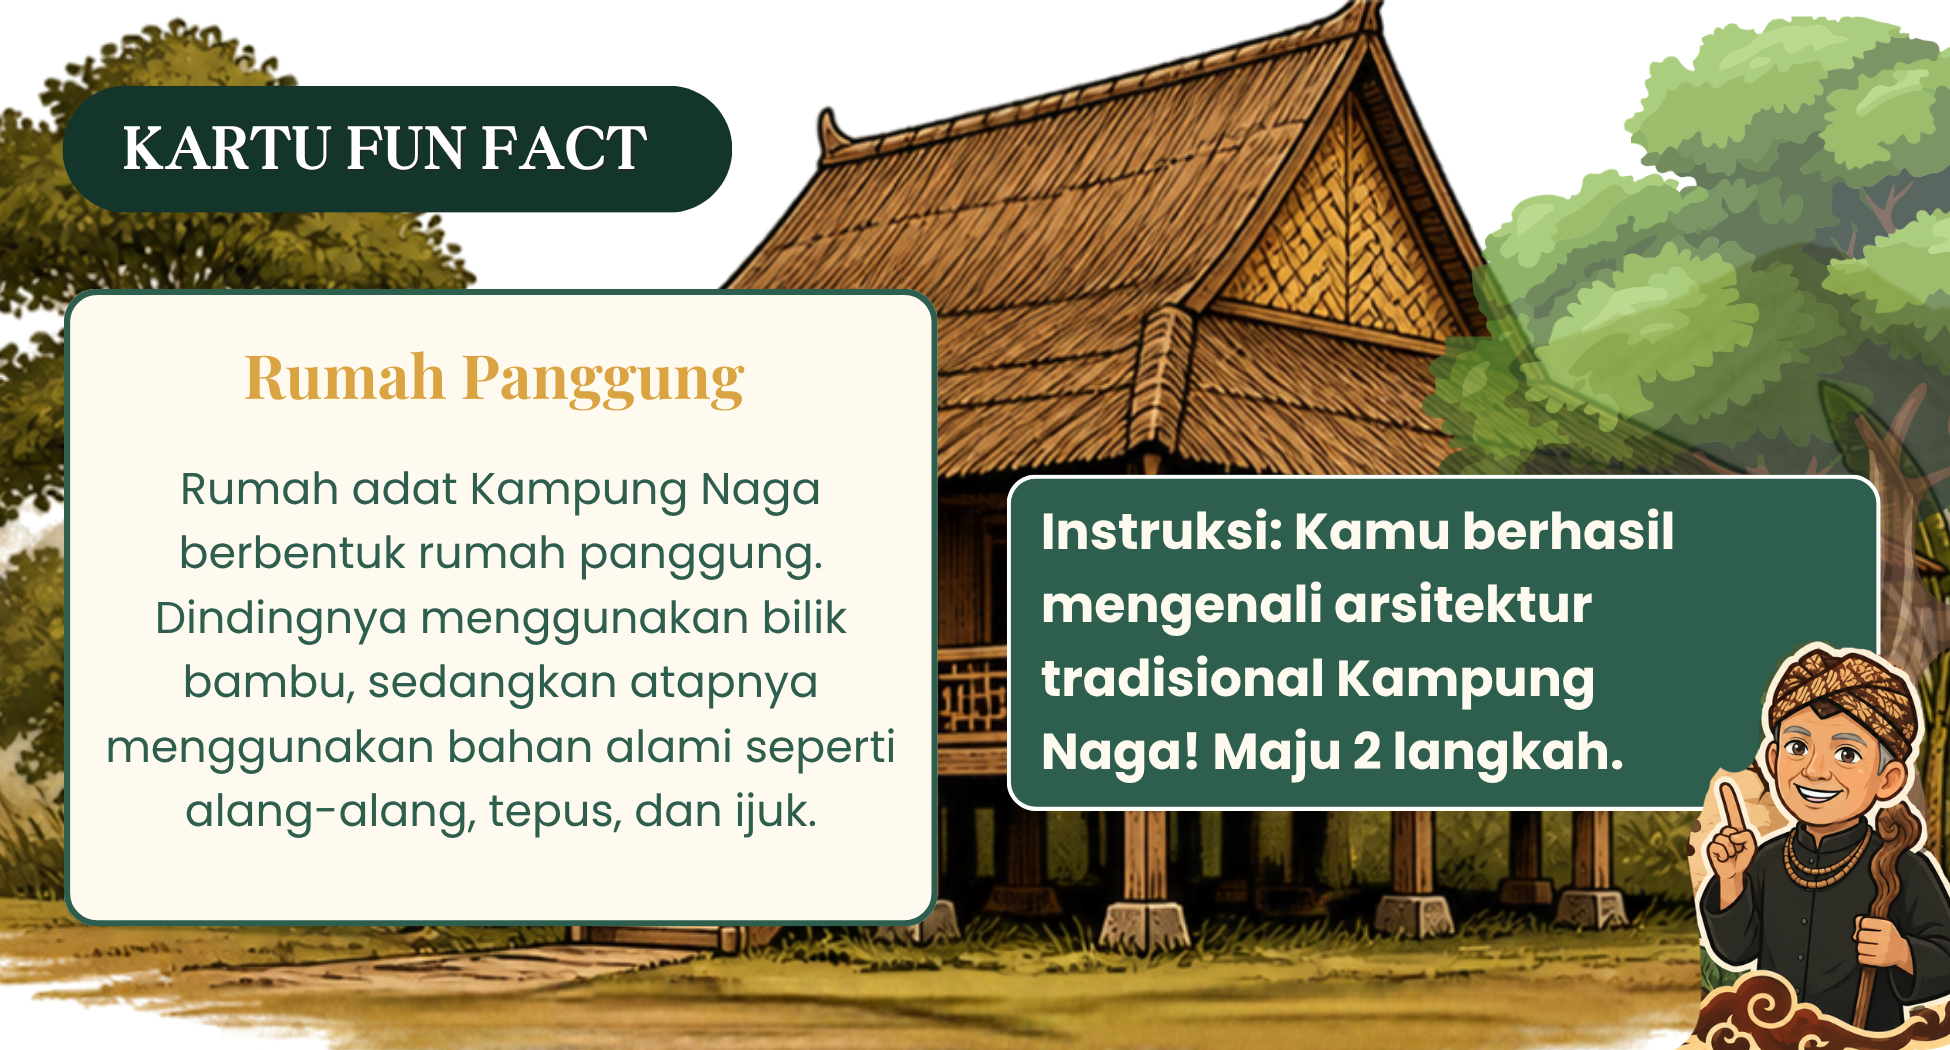 KARTU FUN FACT
Rumah Panggung
Rumah adat Kampung Naga
berbentuk rumah panggung.
Dindingnya menggunakan bilik
bambu, sedangkan atapnya
menggunakan bahan alami seperti
alang-alang, tepus, dan ijuk.
Instruksi: Kamu berhasil
mengenali arsitektur
tradisional Kampung
Naga! Maju 2 langkah.